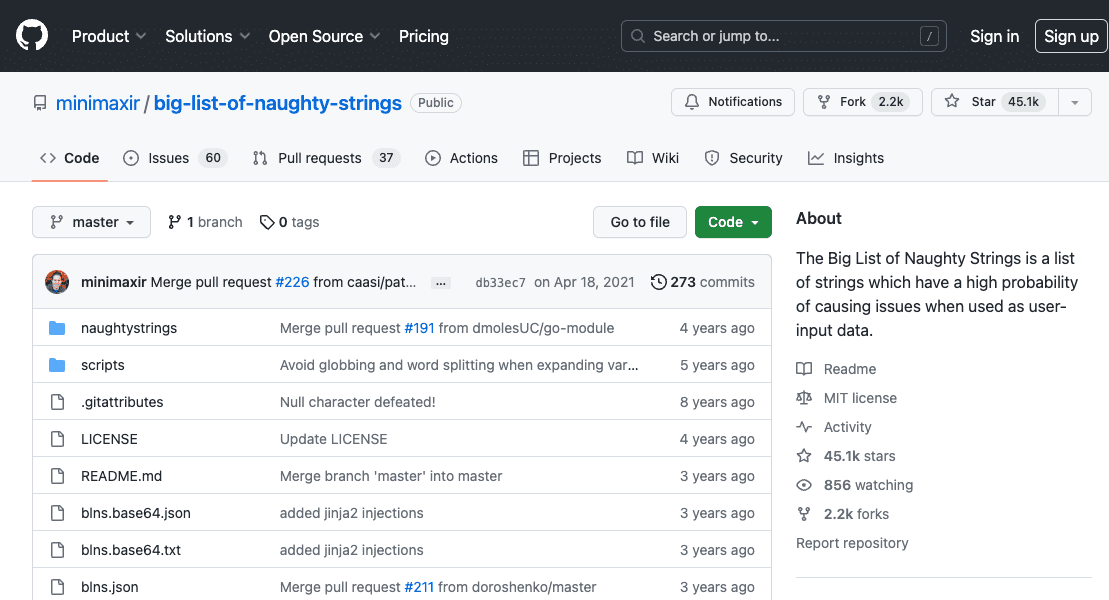 Product Solutions Open Source Pricing Search or jump to... / Sign in Sign up
minimaxir / big-list-of-naughty-strings Public Notifications Fork 2.2k Star 45.1k
Code Issues 60 Pull requests 37 Actions Projects Wiki Security Insights
master 1 branch 0 tags Go to file Code
minimaxir Merge pull request #226 from caasi/pat... ... db33ec7 on Apr 18, 2021 273 commits
naughtystrings Merge pull request #191 from dmolesUC/go-module 4 years ago
scripts Avoid globbing and word splitting when expanding var... 5 years ago
.gitattributes Null character defeated! 8 years ago
LICENSE Update LICENSE 4 years ago
README.md Merge branch 'master' into master 3 years ago
blns.base64.json added jinja2 injections 3 years ago
blns.base64.txt added jinja2 injections 3 years ago
blns.json Merge pull request #211 from doroshenko/master 3 years ago
About
The Big List of Naughty Strings is a list
of strings which have a high probability
of causing issues when used as user-
input data.
Readme
MIT license
Activity
45.1k stars
856 watching
2.2k forks
Report repository